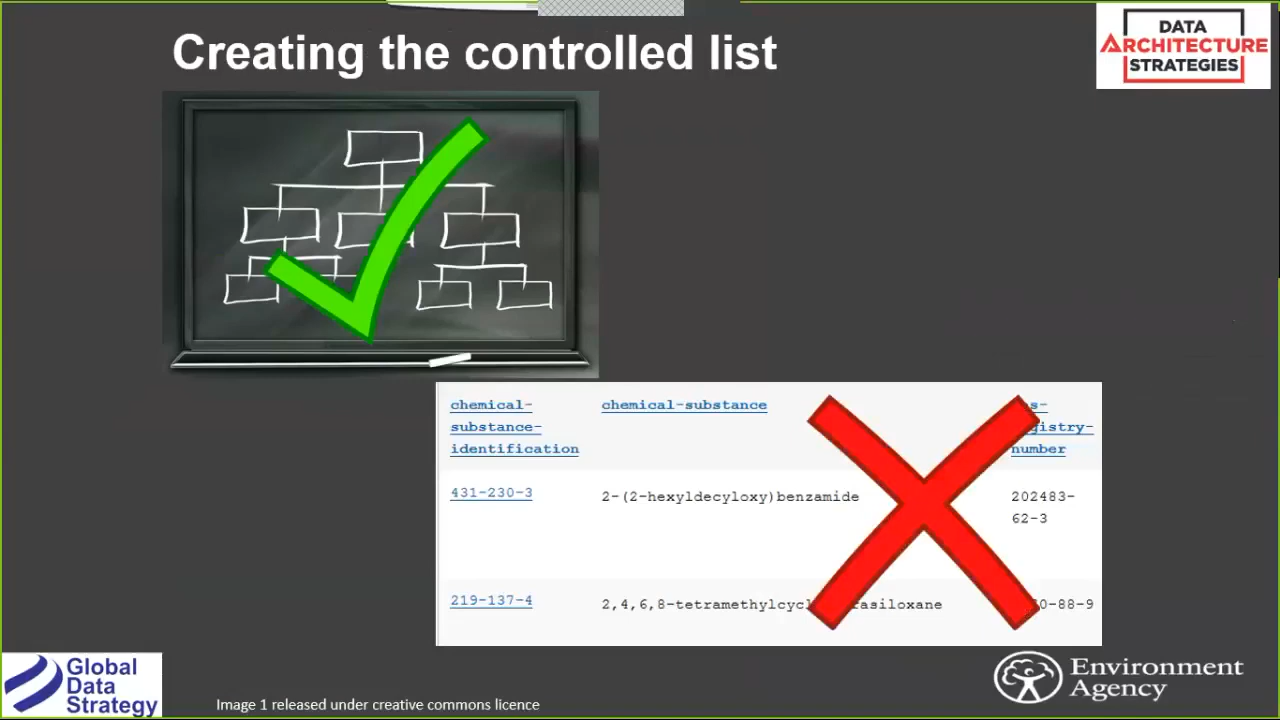 Creating the controlled list
DATA
ARCHITECTURE
STRATEGIES
chemical-
substance-
identification
chemical-substance
number
431-230-3
2-(2-hexyldecyloxy)benzamide
202483-
62-3
219-137-4
Global
Data
Strategy
Image 1 released under creative commons licence
Environment
Agency